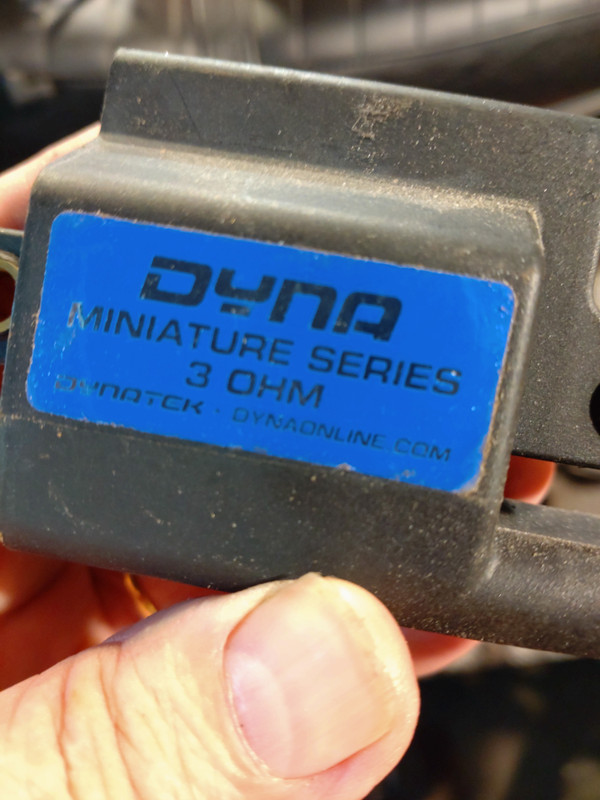 DYNA
MINIATURE SERIES
3 OHM
DYNATEK · DYNAONLINE.COM